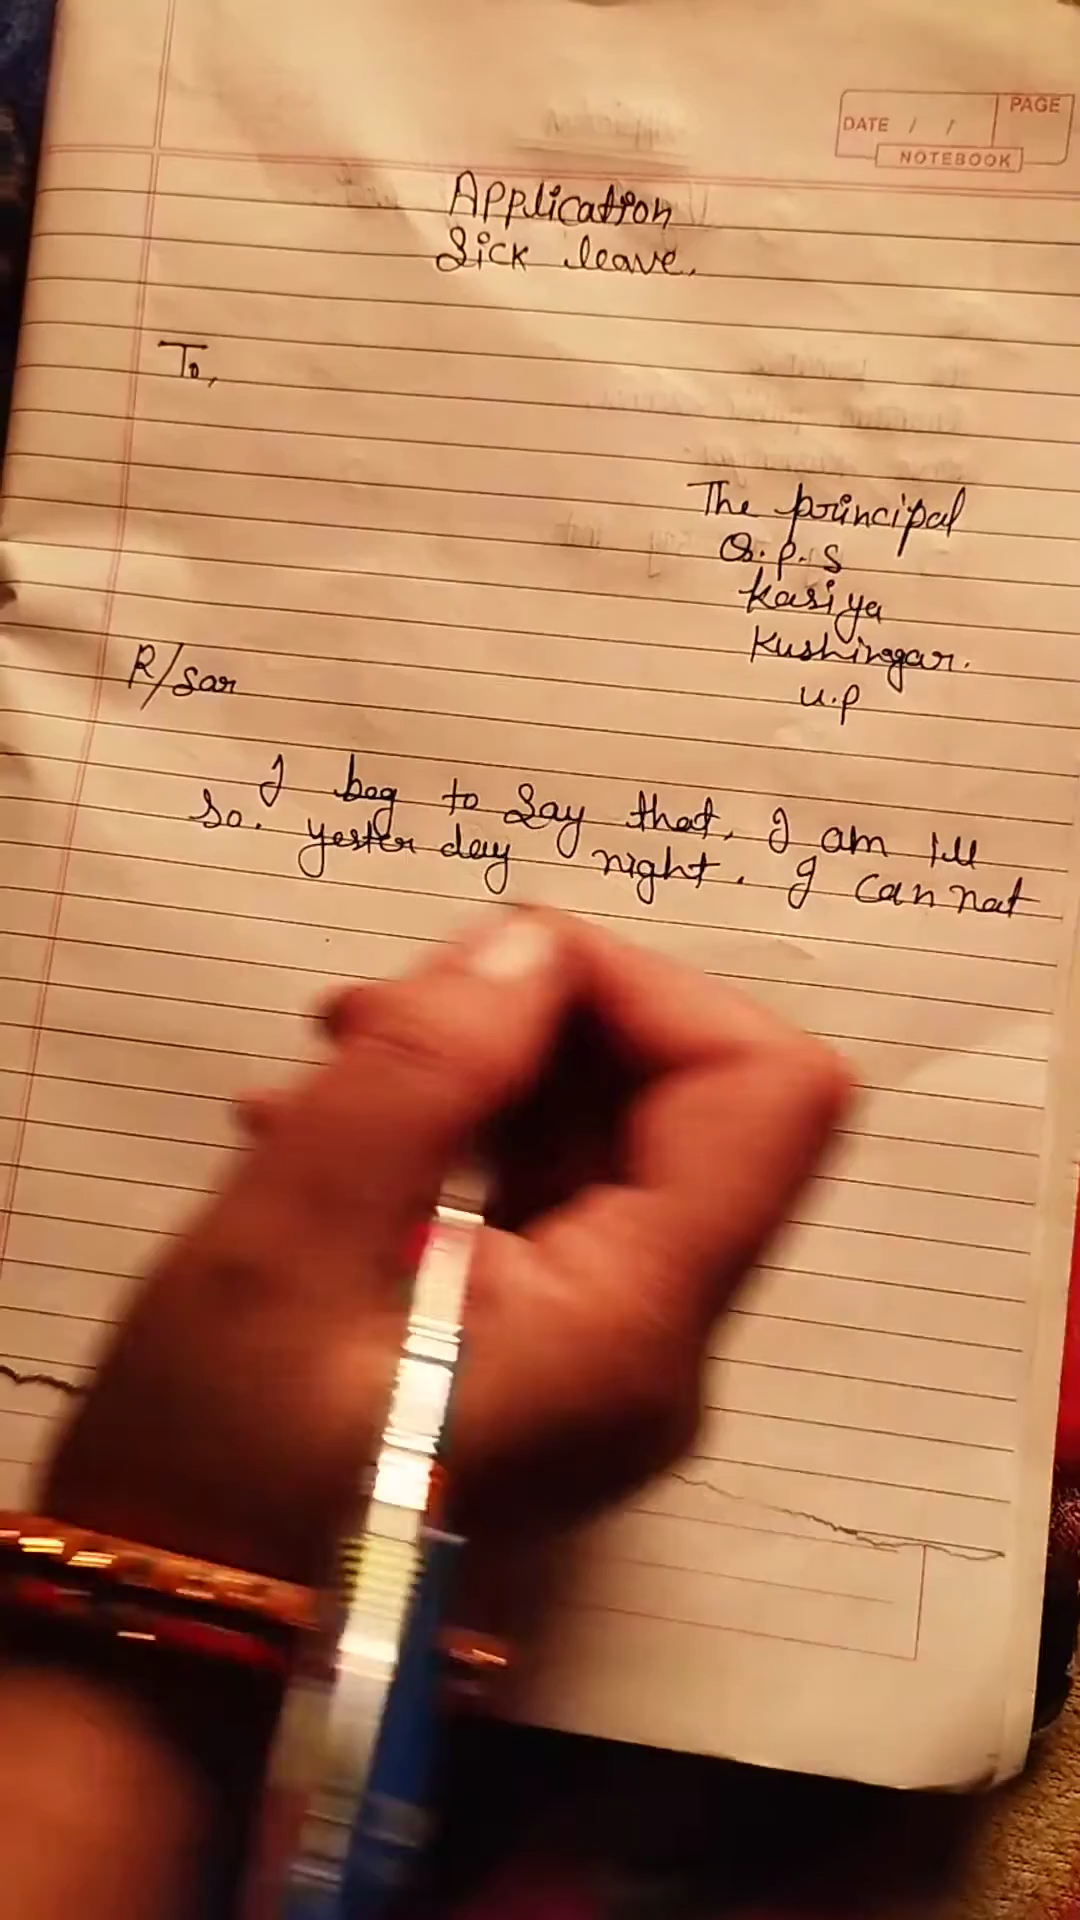 PAGE
DATE / /
NOTEBOOK
Application
Sick leave.
To,
The principal
G.P.S
Kasiya
Kushinagar.
U.P
R/sar
I beg to Say that, I am ill
So. yester day night. I can not